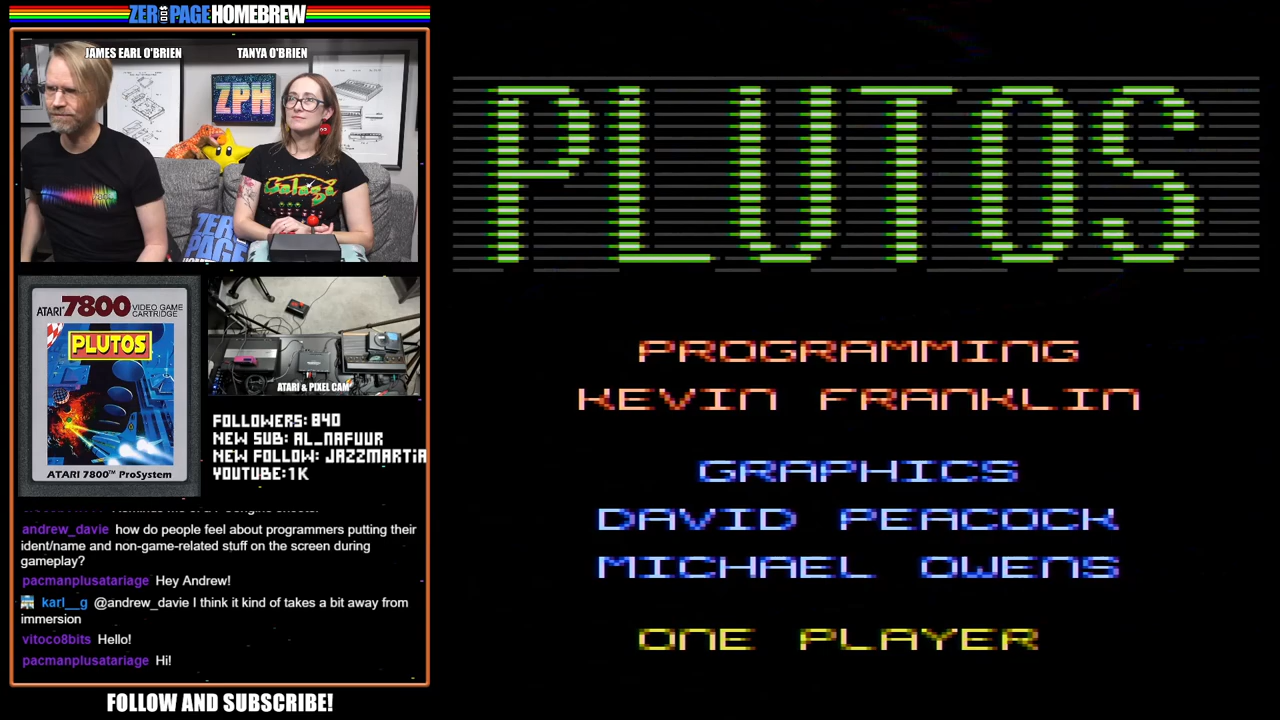 ZEROPAGE HOMEBREW
JAMES EARL O'BRIEN
TANYA O'BRIEN
ZPH
Galaga
ZERO
PAGE
ATARI 7800 VIDEO GAME
CARTRIDGE
PLUTOS
ATARI 7800™ ProSystem
ATARI & PIXEL CAM
FOLLOWERS: 840
NEW SUB: AL_NAFUUR
NEW FOLLOW: JAZZMARTIA
YOUTUBE:1K
andrew_davie how do people feel about programmers putting their
ident/name and non-game-related stuff on the screen during
gameplay?
pacmanplusatariage Hey Andrew!
karl__g @andrew_davie I think it kind of takes a bit away from
immersion
vitoco8bits Hello!
pacmanplusatariage Hi!
FOLLOW AND SUBSCRIBE!
PLUTOS
PROGRAMMING
KEVIN FRANKLIN
GRAPHICS
DAVID PEACOCK
MICHAEL OWENS
ONE PLAYER